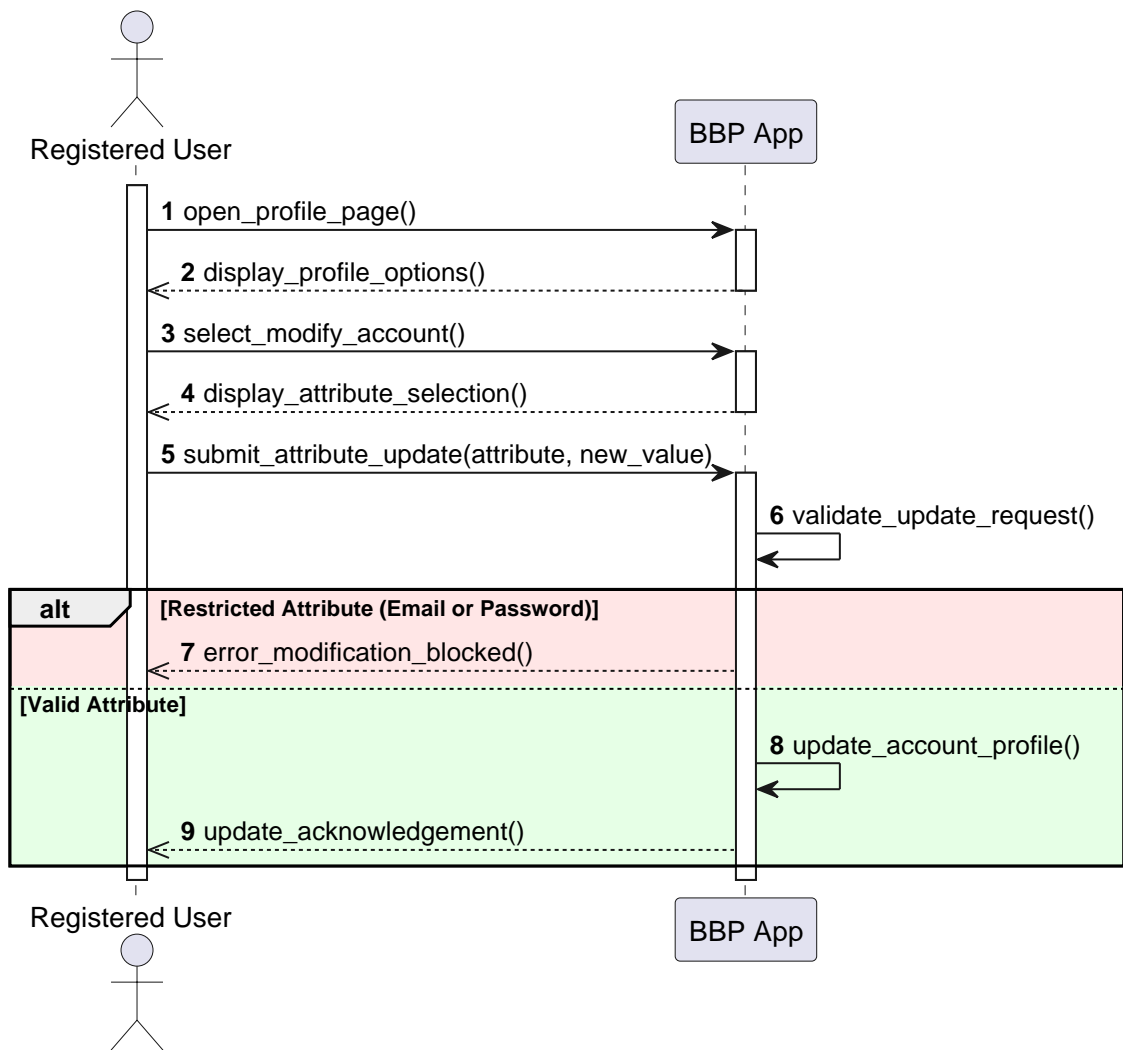 Registered User
BBP App
1 open_profile_page()
2 display_profile_options()
3 select_modify_account()
4 display_attribute_selection()
5 submit_attribute_update(attribute, new_value)
6 validate_update_request()
alt [Restricted Attribute (Email or Password)]
7 error_modification_blocked()
[Valid Attribute]
8 update_account_profile()
9 update_acknowledgement()
Registered User
BBP App